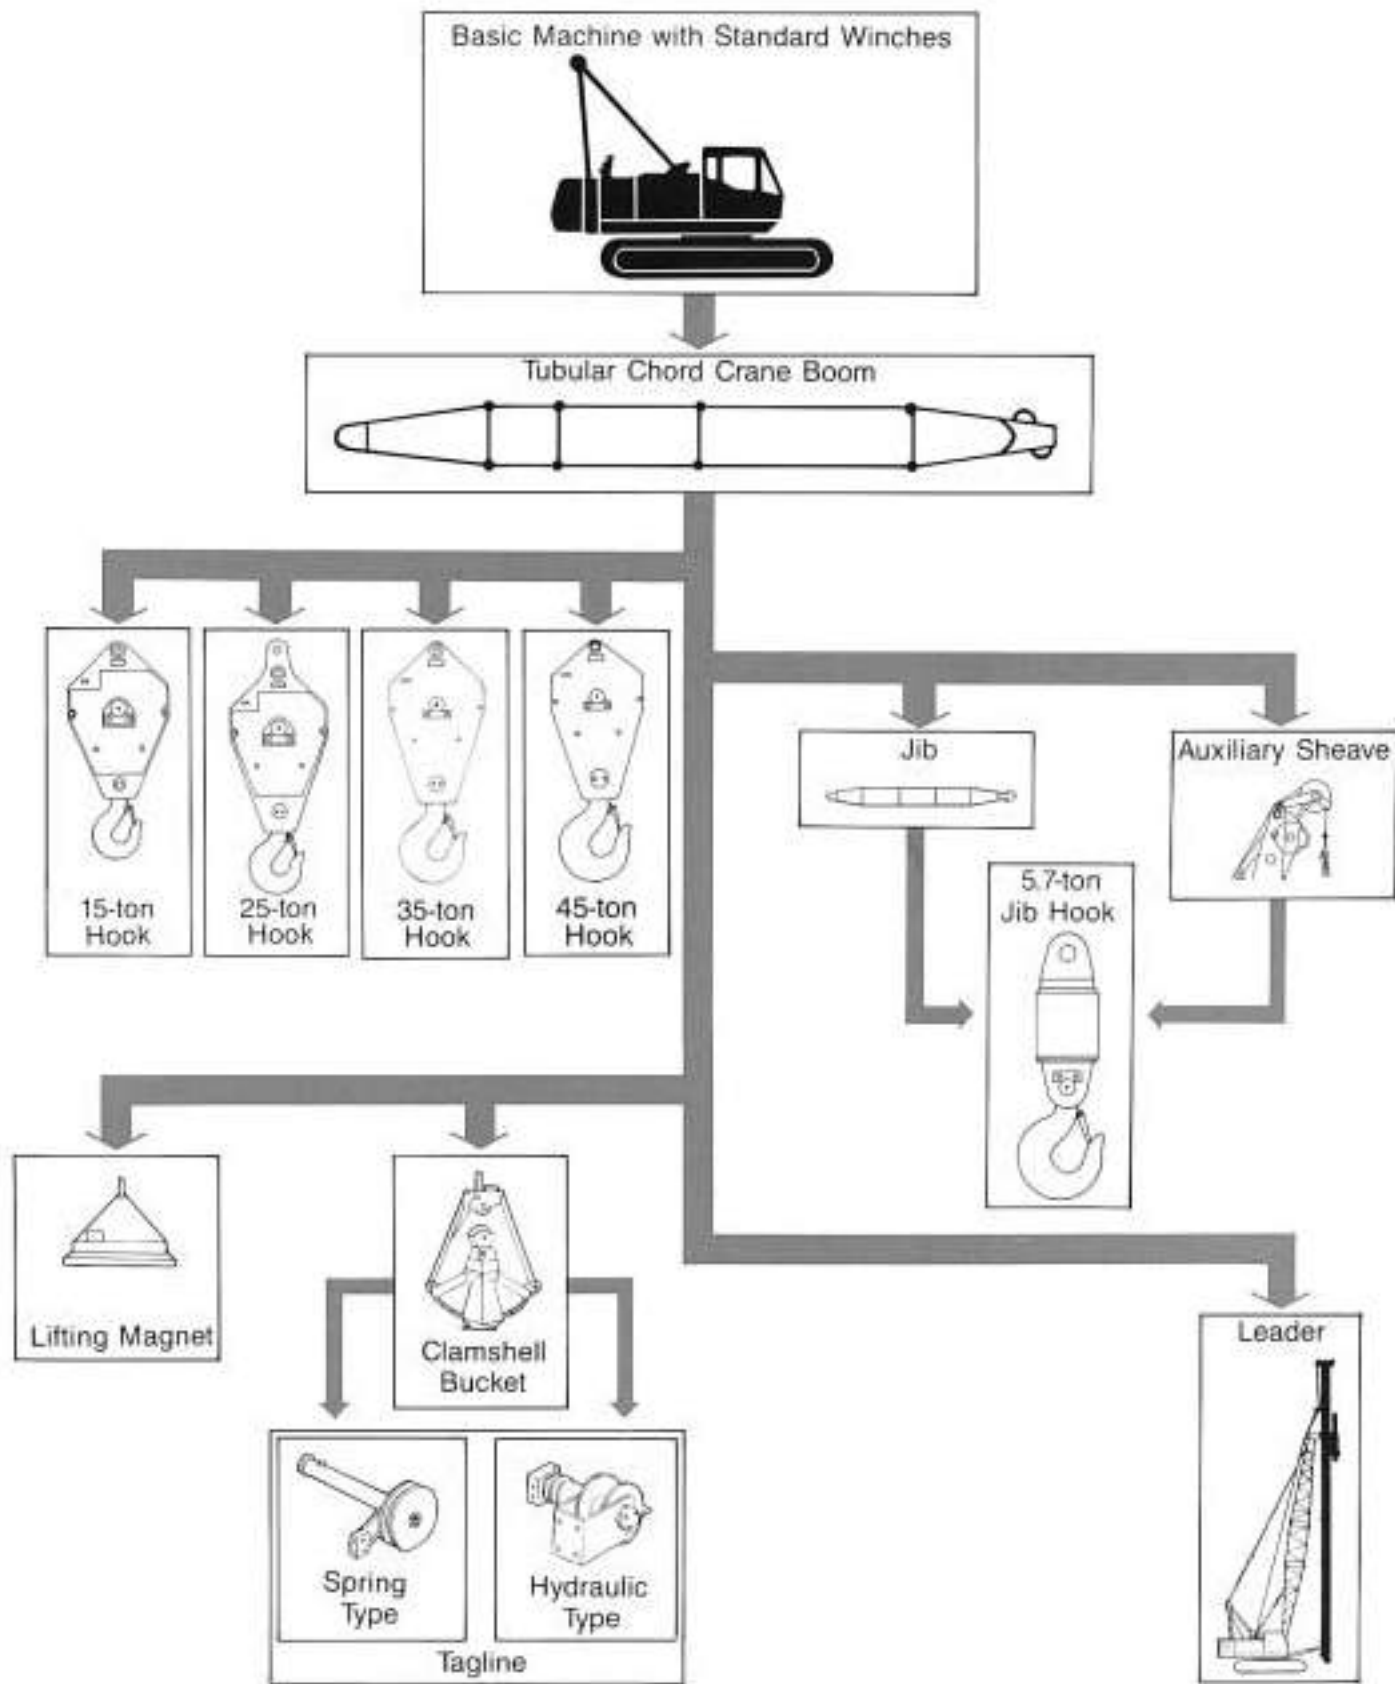 Basic Machine with Standard Winches
Tubular Chord Crane Boom
15-ton
Hook
25-ton
Hook
35-ton
Hook
45-ton
Hook
Jib
Auxiliary Sheave
5.7-ton
Jib Hook
Lifting Magnet
Clamshell
Bucket
Leader
Spring
Type
Hydraulic
Type
Tagline